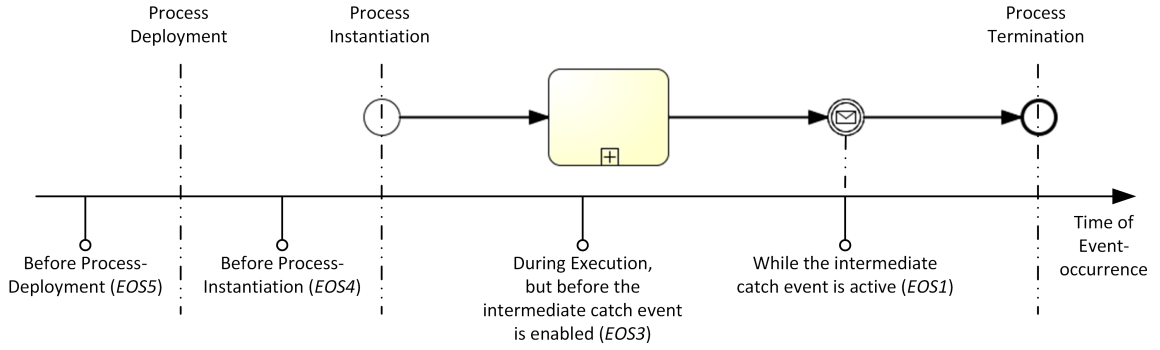 Process
Deployment
Process
Instantiation
Process
Termination
Time of
Event-
occurrence
Before Process-
Deployment (EOS5)
Before Process-
Instantiation (EOS4)
During Execution,
but before the
intermediate catch event
is enabled (EOS3)
While the intermediate
catch event is active (EOS1)